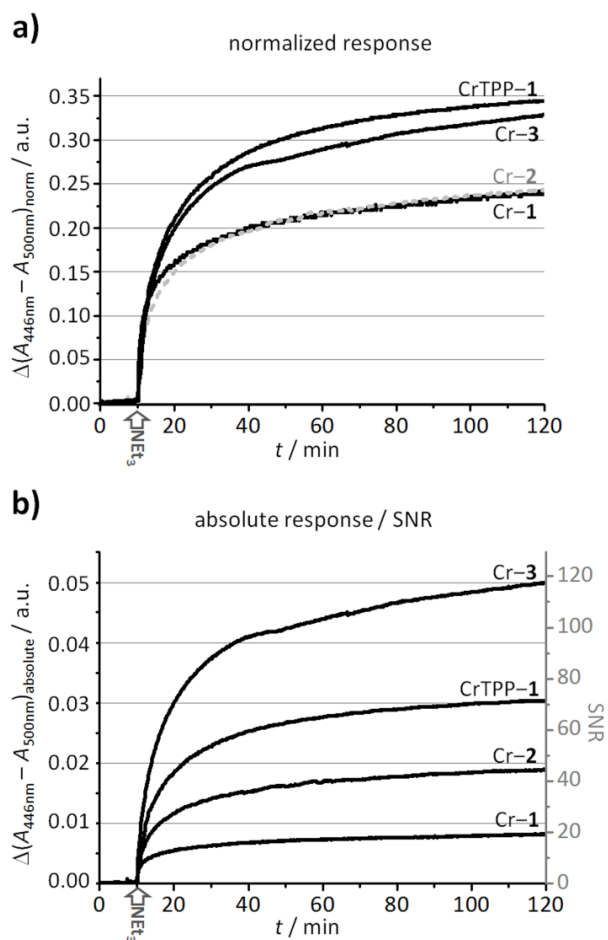 a)
normalized response
Δ(A446nm – A500nm)norm / a.u.
0.35
0.30
0.25
0.20
0.15
0.10
0.05
0.00
CrTPP–1
Cr–3
Cr–2
Cr–1
0 20 40 60 80 100 120
NEt3
t / min
b)
absolute response / SNR
Δ(A446nm – A500nm)absolute / a.u.
0.05
0.04
0.03
0.02
0.01
0.00
Cr–3
CrTPP–1
Cr–2
Cr–1
120
100
80
60
40
20
0
SNR
0 20 40 60 80 100 120
NEt3
t / min